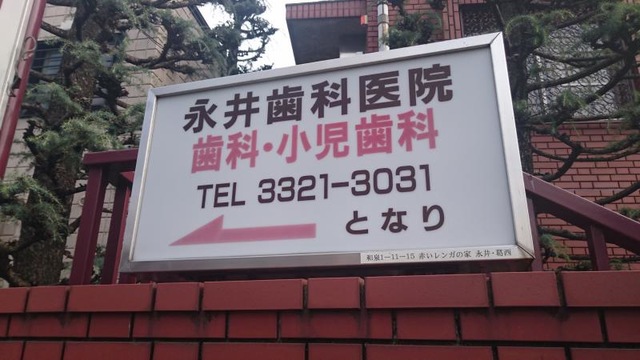 永井歯科医院
歯科・小児歯科
TEL 3321-3031
となり
和泉1-11-15 赤いレンガの家 永井・葛西